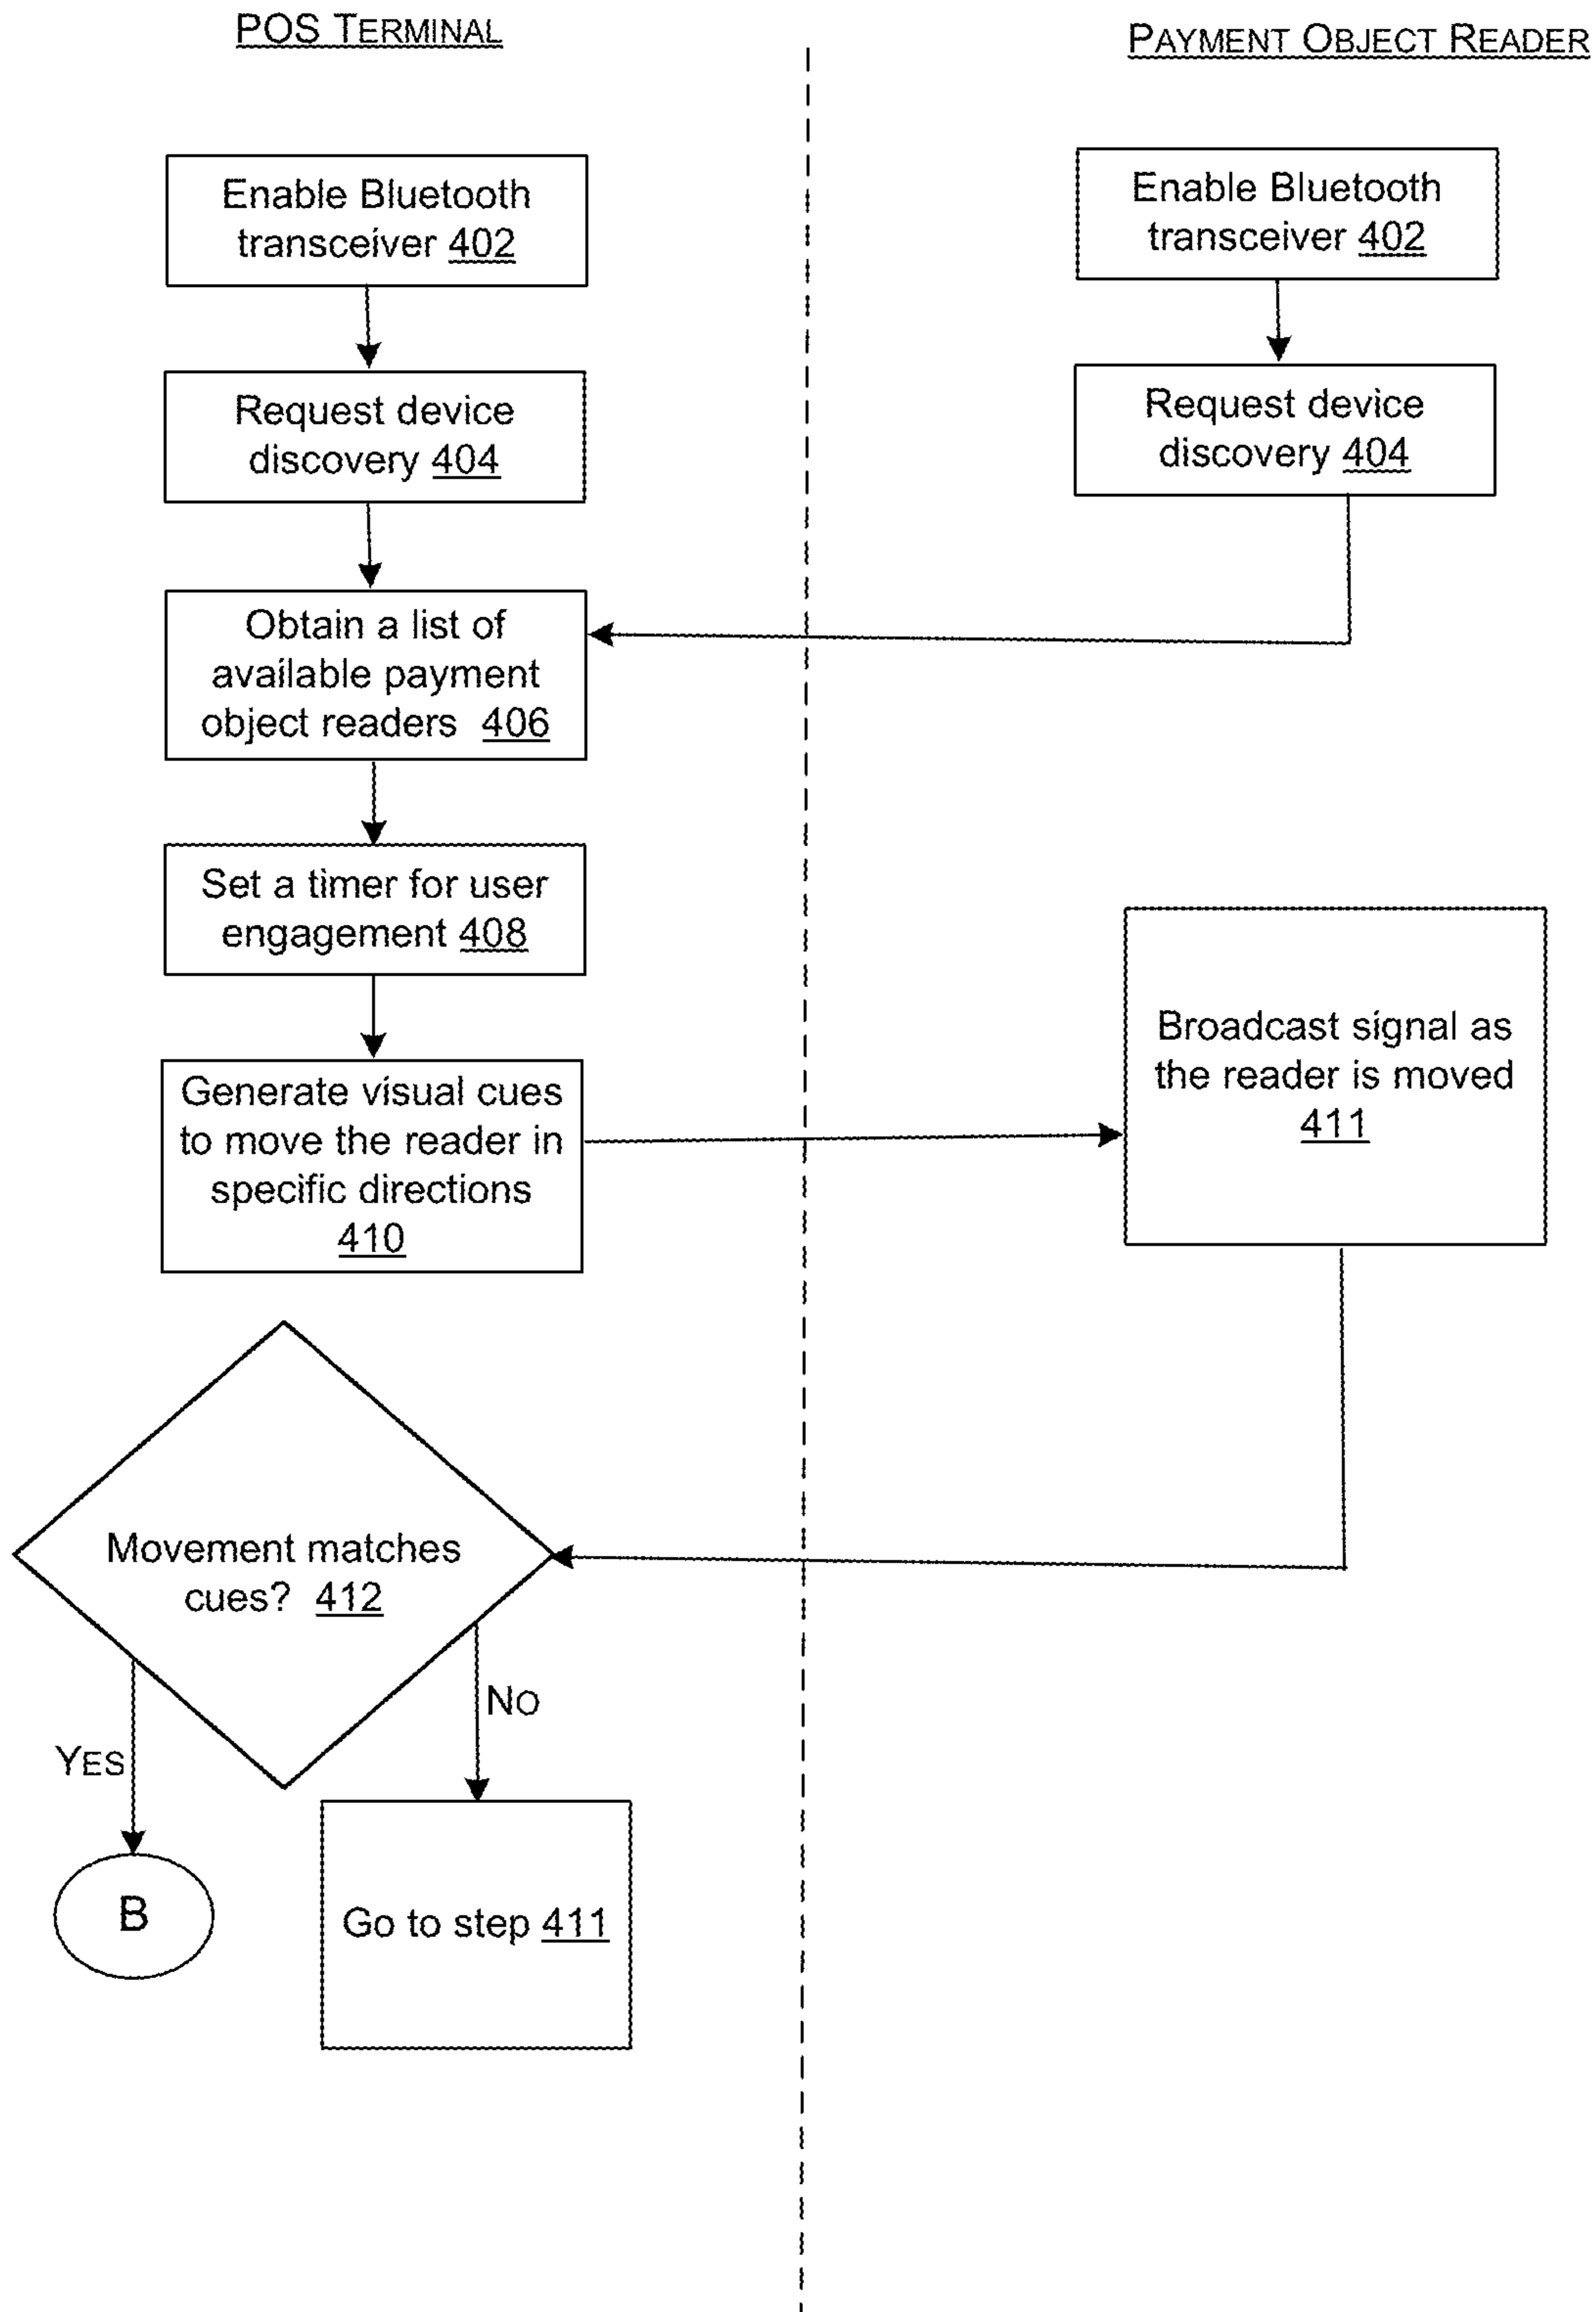 POS TERMINAL
PAYMENT OBJECT READER
Enable Bluetooth
transceiver 402
Enable Bluetooth
transceiver 402
Request device
discovery 404
Request device
discovery 404
Obtain a list of
available payment
object readers 406
Set a timer for user
engagement 408
Generate visual cues
to move the reader in
specific directions
410
Broadcast signal as
the reader is moved
411
Movement matches
cues? 412
YES
NO
B
Go to step 411